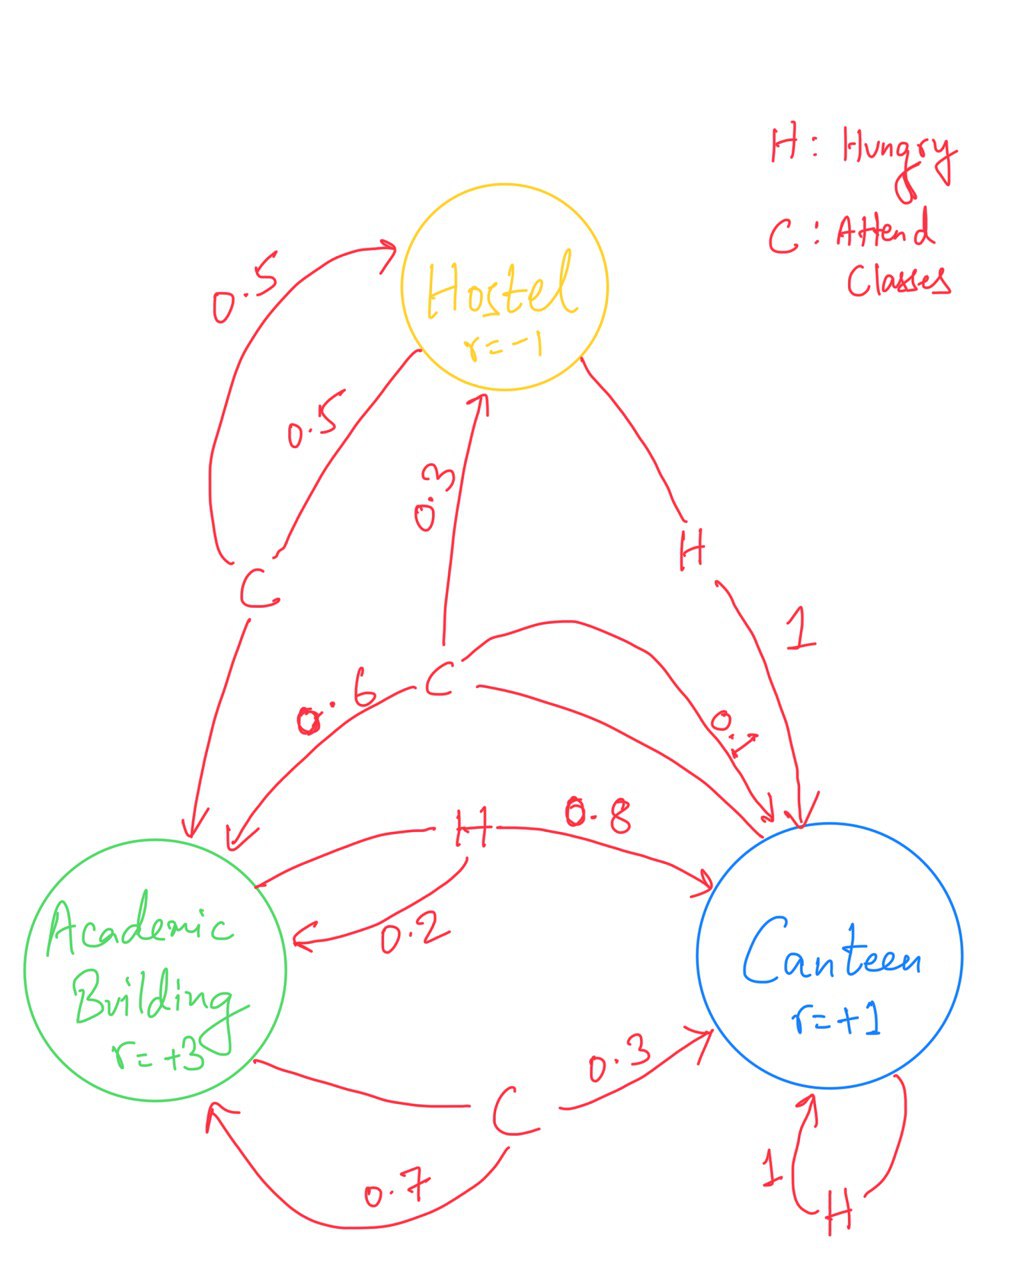 H: Hungry
C: Attend
Classes
Hostel
r=-1
0.5
0.5
0.3
H
C
1
C
0.6
0.1
H
0.8
0.2
Academic
Building
r=+3
Canteen
r=+1
0.3
C
0.7
1
H